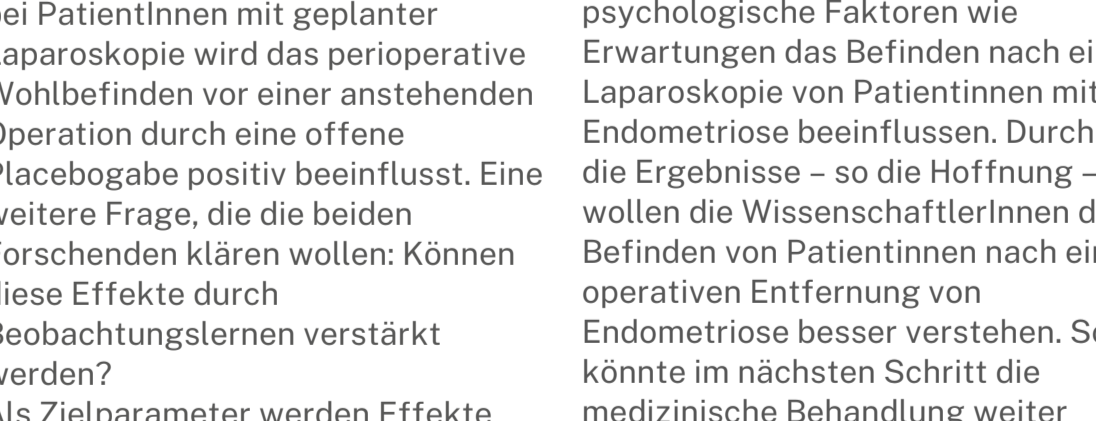 bei PatientInnen mit geplanter
Laparoskopie wird das perioperative
Wohlbefinden vor einer anstehenden
Operation durch eine offene
Placebogabe positiv beeinflusst. Eine
weitere Frage, die die beiden
Forschenden klären wollen: Können
diese Effekte durch
Beobachtungslernen verstärkt
werden?
Als Zielparameter werden Effekte
psychologische Faktoren wie
Erwartungen das Befinden nach ei
Laparoskopie von Patientinnen mit
Endometriose beeinflussen. Durch
die Ergebnisse – so die Hoffnung –
wollen die WissenschaftlerInnen d
Befinden von Patientinnen nach ein
operativen Entfernung von
Endometriose besser verstehen. So
könnte im nächsten Schritt die
medizinische Behandlung weiter